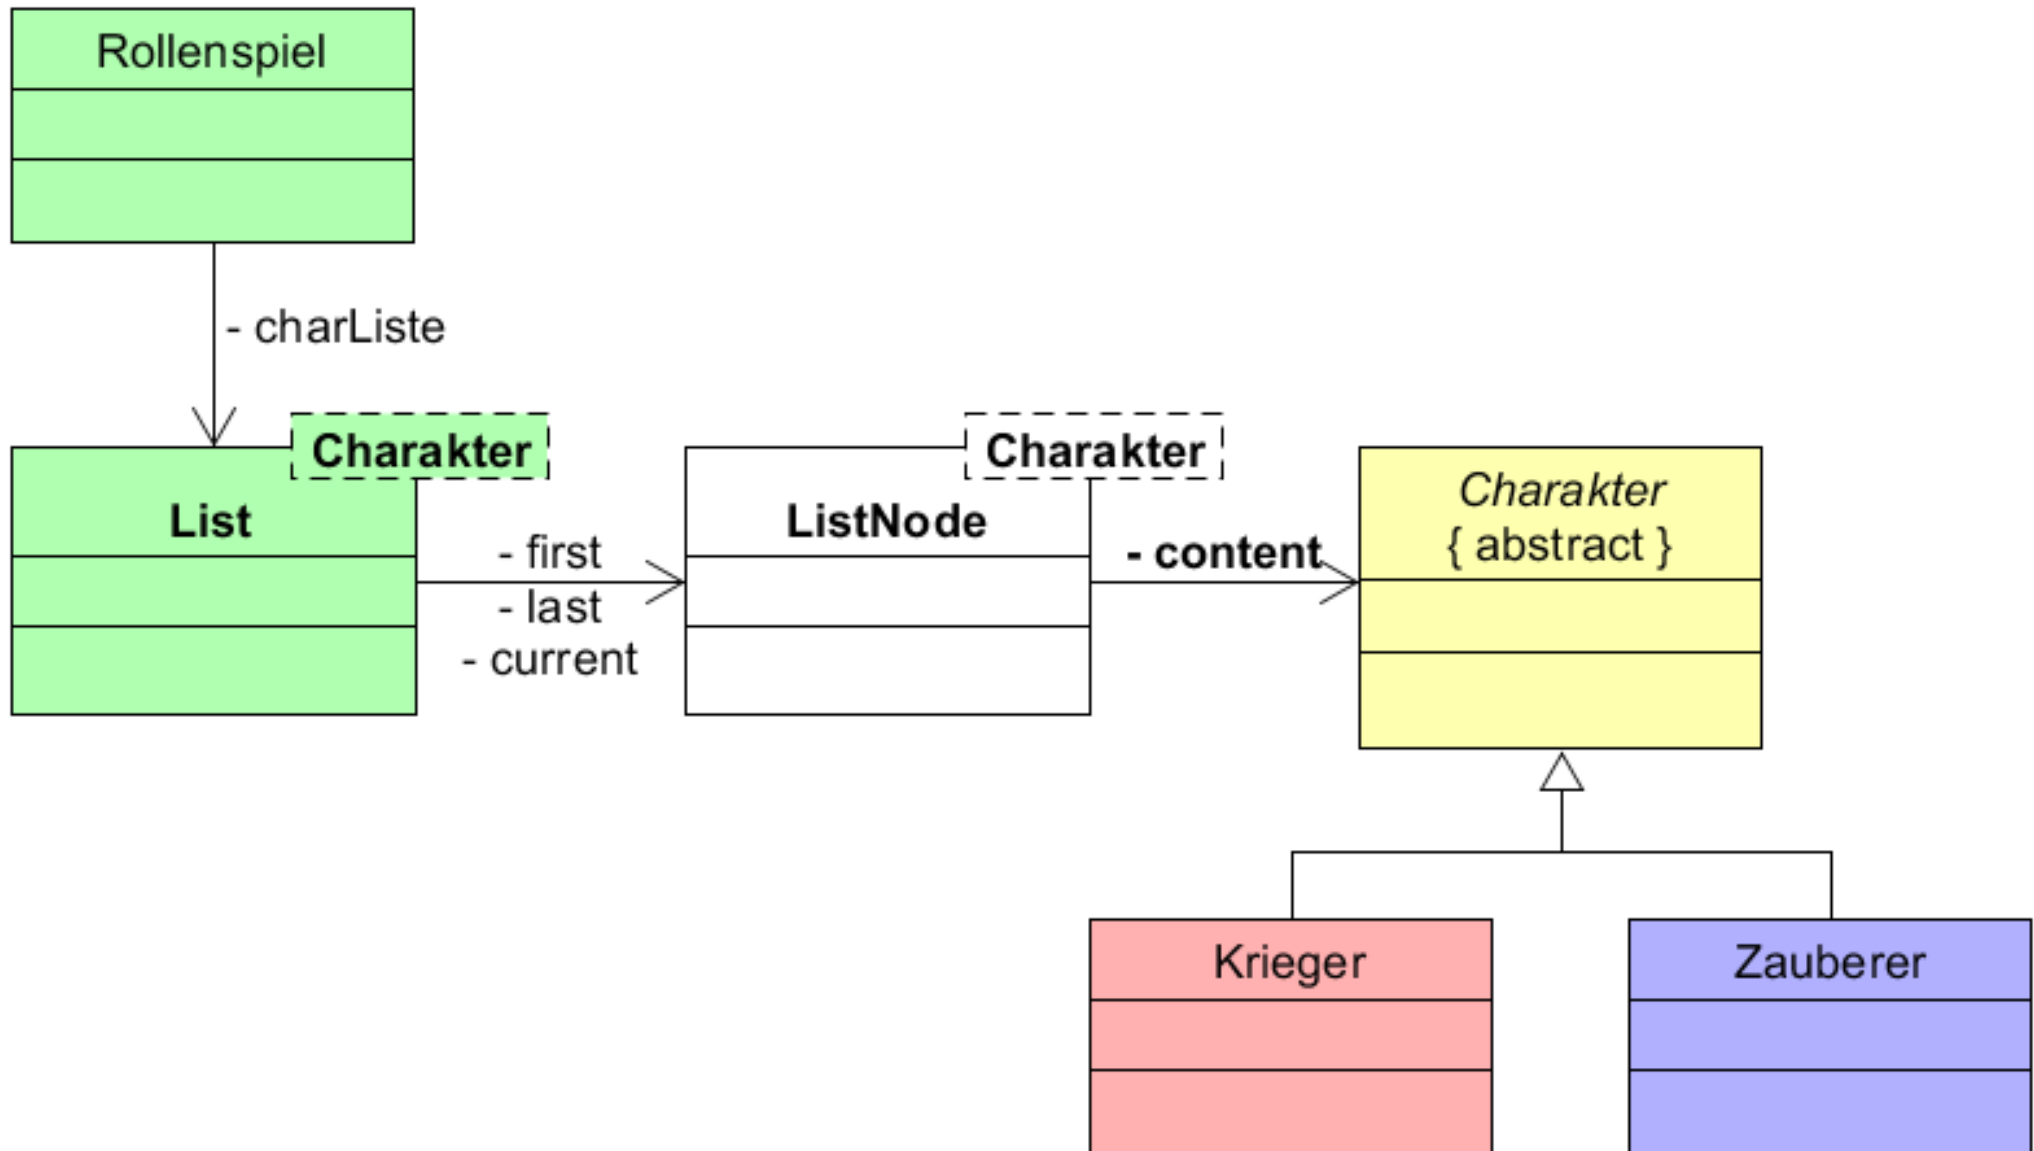 Rollenspiel
- charListe
Charakter
List
- first
- last
- current
Charakter
ListNode
- content
Charakter
{ abstract }
Krieger
Zauberer